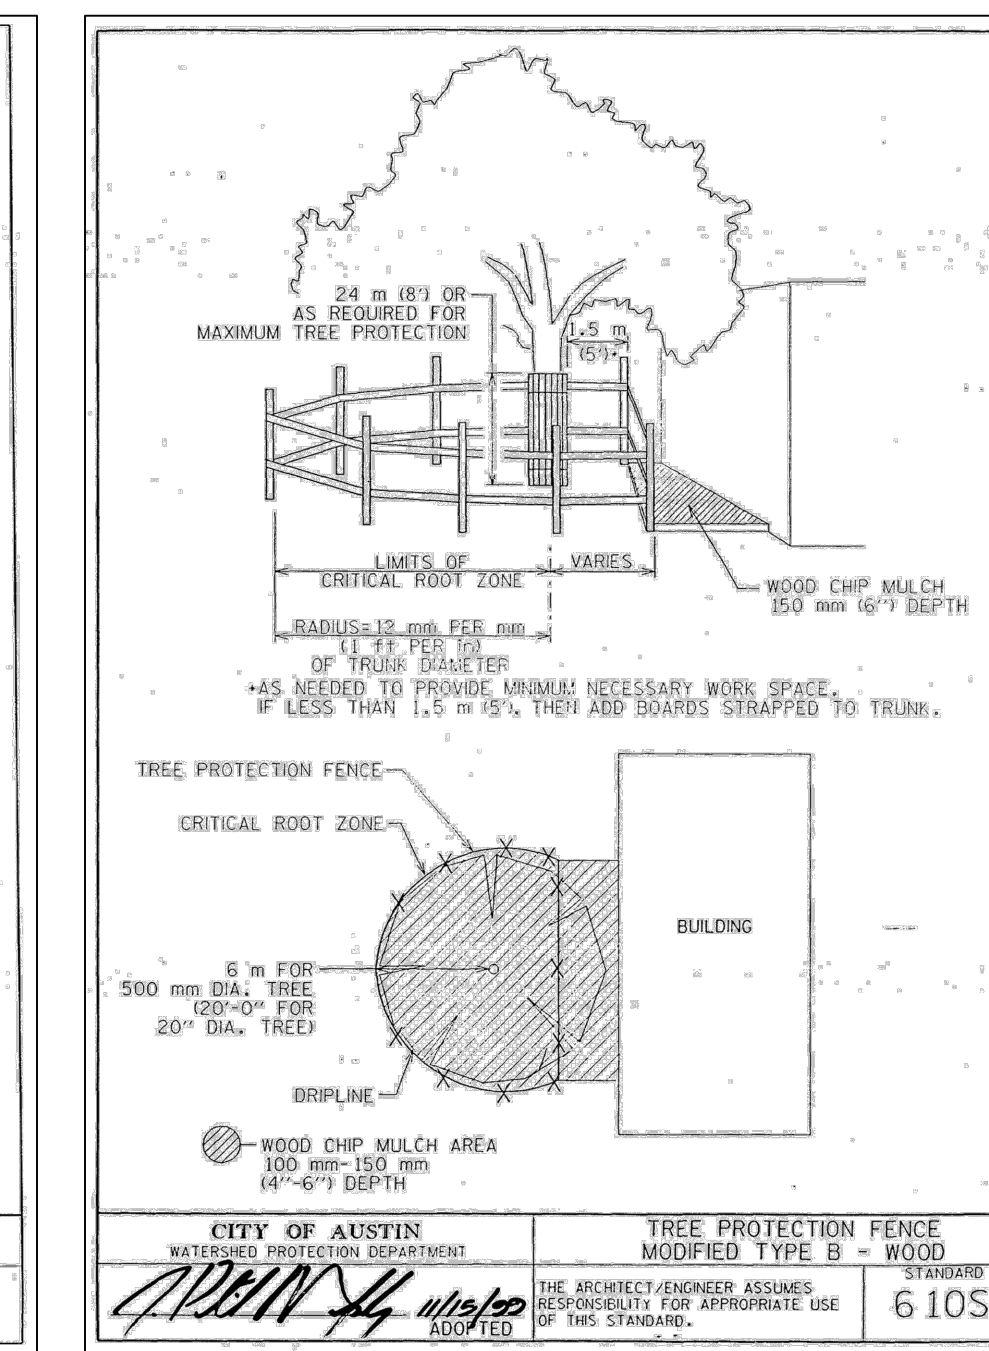 24 m (8') OR
AS REQUIRED FOR
MAXIMUM TREE PROTECTION
1.5 m
(5')*
LIMITS OF
CRITICAL ROOT ZONE
VARIES
WOOD CHIP MULCH
150 mm (6") DEPTH
RADIUS=12 mm PER mm
(1 ft PER in)
OF TRUNK DIAMETER
*AS NEEDED TO PROVIDE MINIMUM NECESSARY WORK SPACE.
IF LESS THAN 1.5 m (5'), THEN ADD BOARDS STRAPPED TO TRUNK.
TREE PROTECTION FENCE
CRITICAL ROOT ZONE
BUILDING
6 m FOR
500 mm DIA. TREE
(20'-0" FOR
20" DIA. TREE)
DRIPLINE
WOOD CHIP MULCH AREA
100 mm-150 mm
(4"-6") DEPTH
CITY OF AUSTIN
WATERSHED PROTECTION DEPARTMENT
11/15/99
ADOPTED
TREE PROTECTION FENCE
MODIFIED TYPE B - WOOD
THE ARCHITECT/ENGINEER ASSUMES
RESPONSIBILITY FOR APPROPRIATE USE
OF THIS STANDARD.
STANDARD
610S